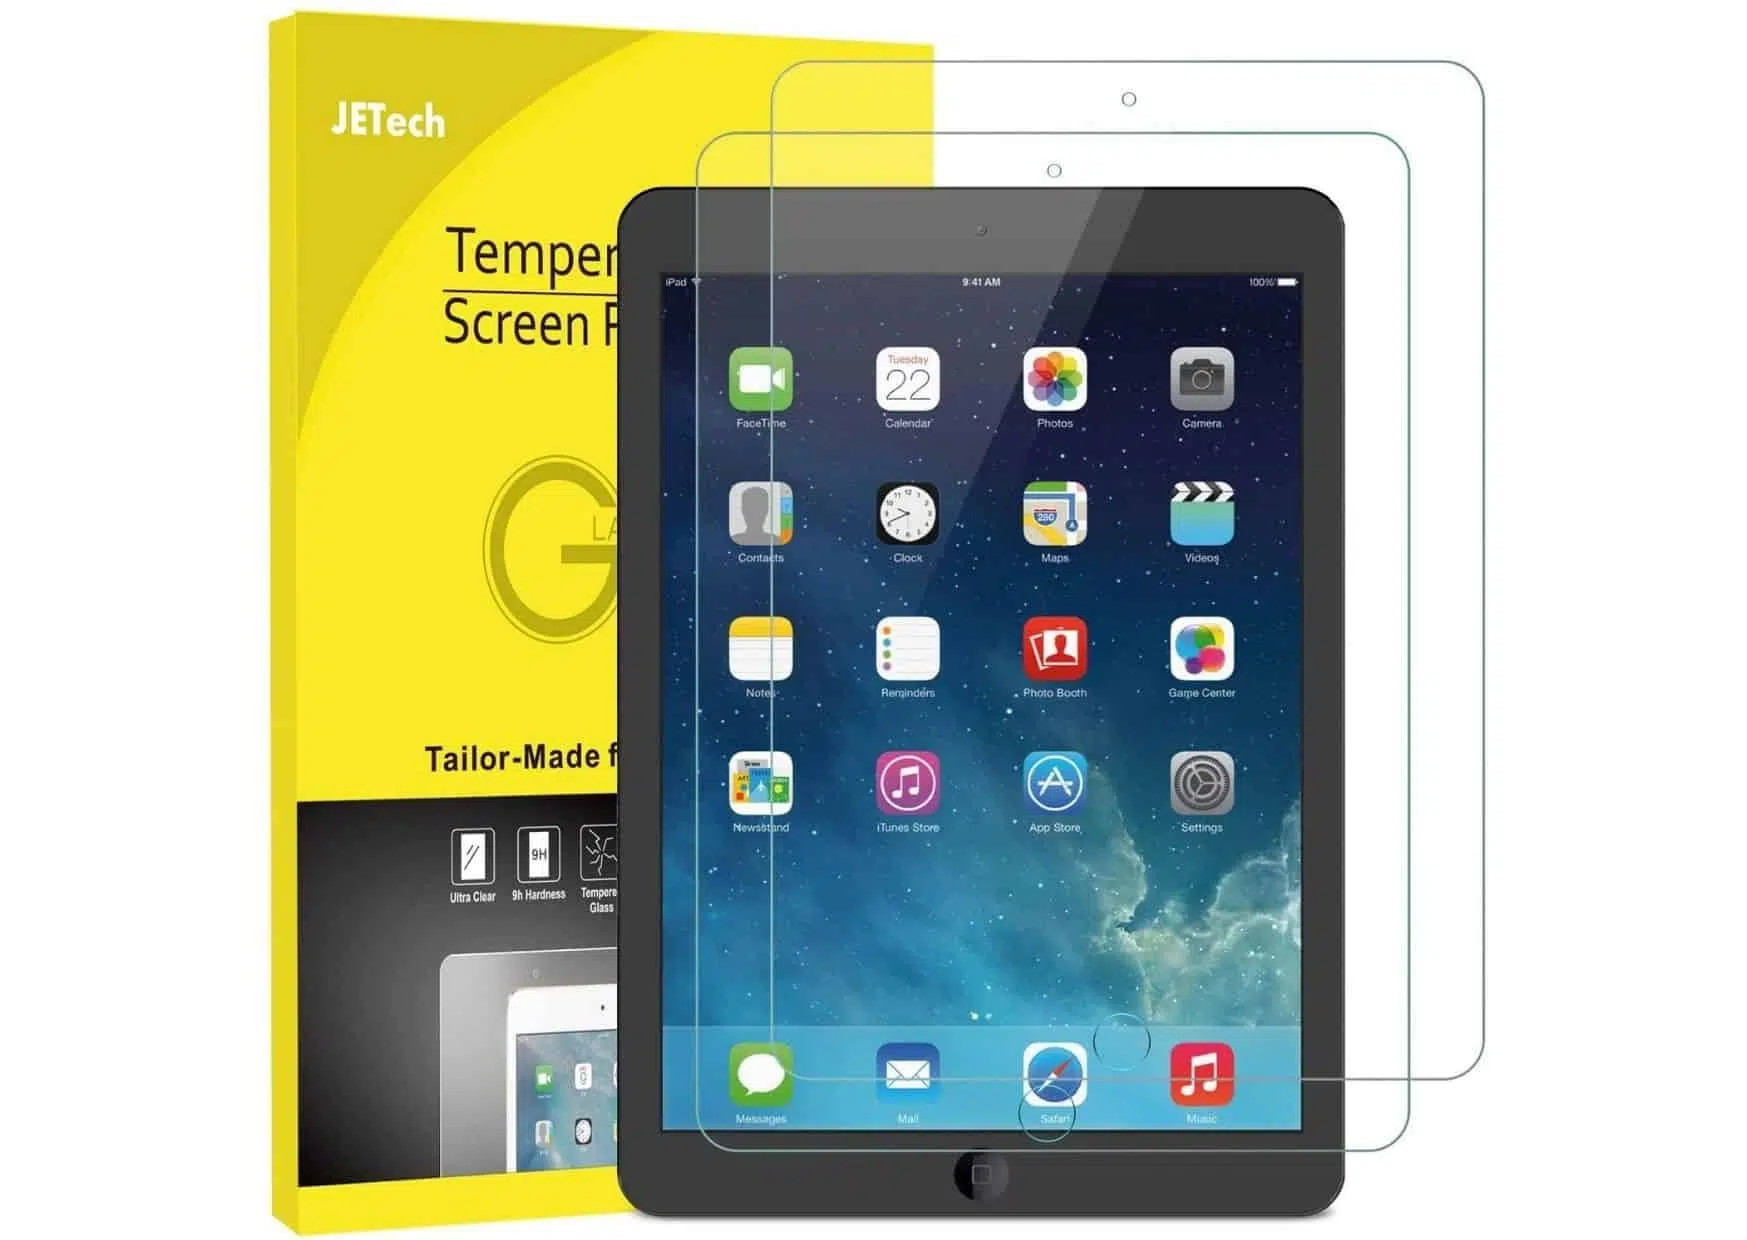 JETech
Temper
Screen P
G
LA
Tailor-Made f
9H
Ultra Clear
9h Hardness
Tempere
Glass
iPad
9:41 AM
100%
Tuesday
22
FaceTime
Calendar
Photos
Camera
12
280
Contacts
Clock
Maps
Videos
Notes
Reminders
Photo Booth
Game Center
Newsstand
iTunes Store
App Store
Settings
Messages
Mail
Safari
Music